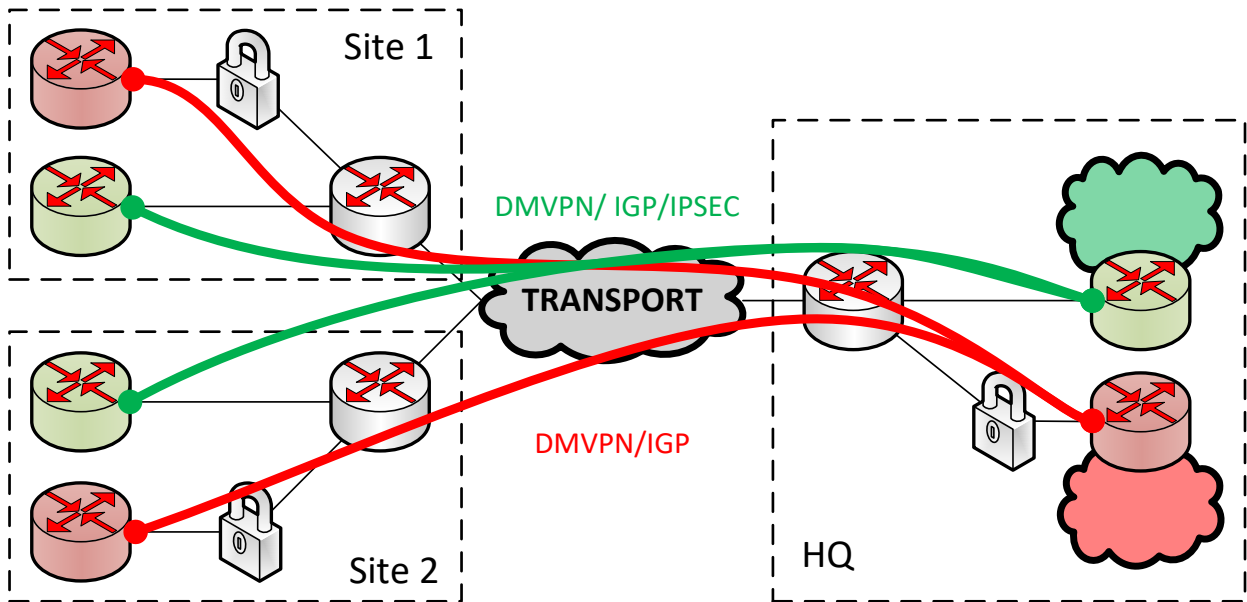 Site 1
DMVPN/ IGP/IPSEC
TRANSPORT
DMVPN/IGP
Site 2
HQ